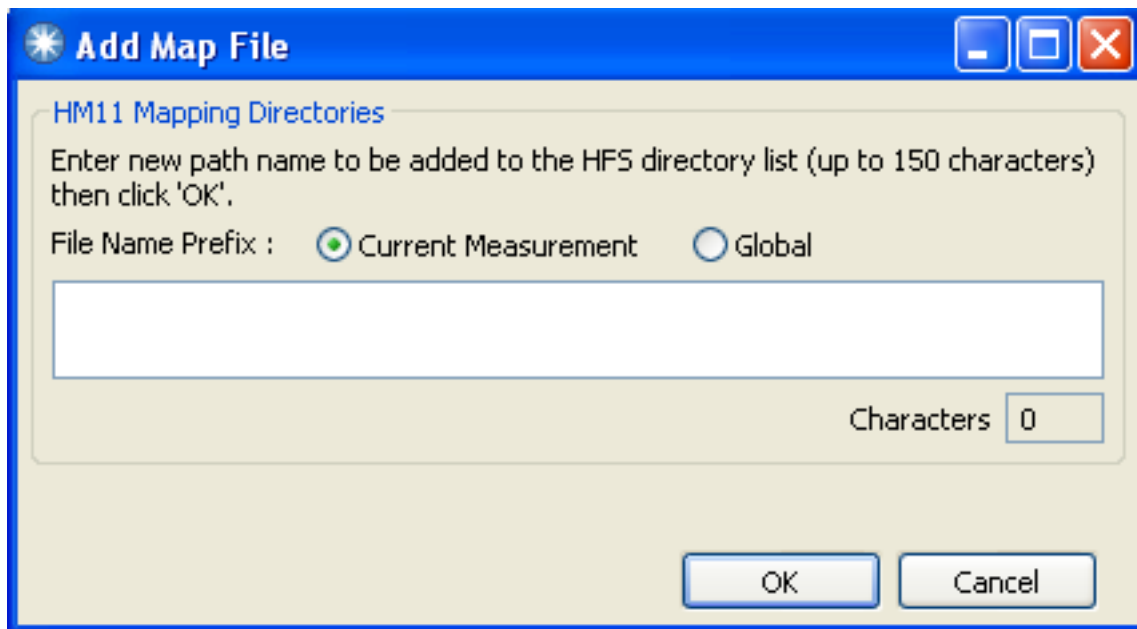 Add Map File
HM11 Mapping Directories
Enter new path name to be added to the HFS directory list (up to 150 characters)
then click 'OK'.
File Name Prefix : Current Measurement Global
Characters 0
OK Cancel